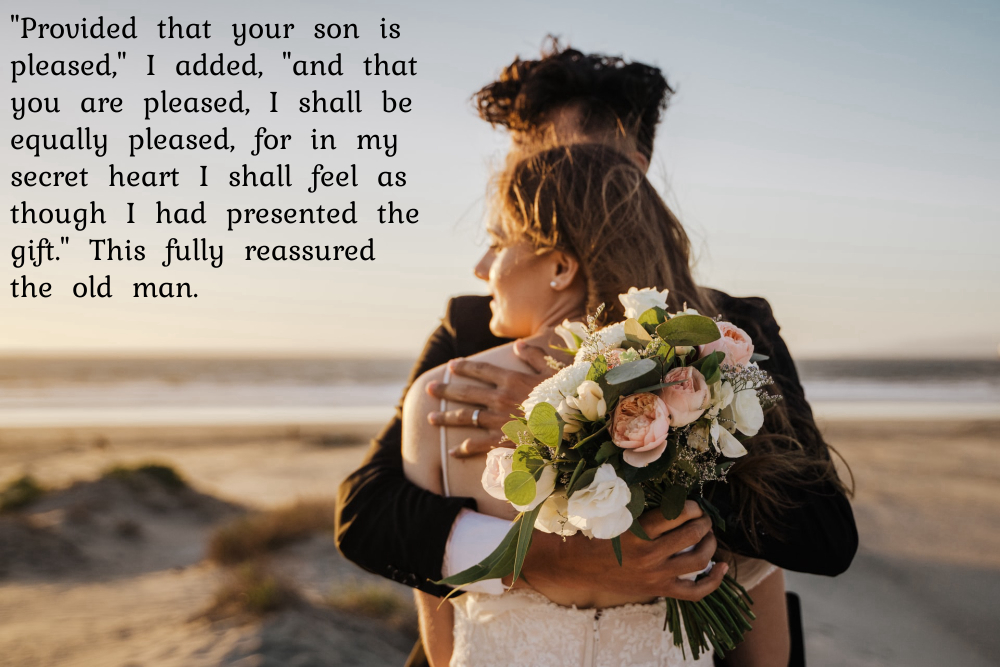 "Provided that your son is
pleased," I added, "and that
you are pleased, I shall be
equally pleased, for in my
secret heart I shall feel as
though I had presented the
gift." This fully reassured
the old man.